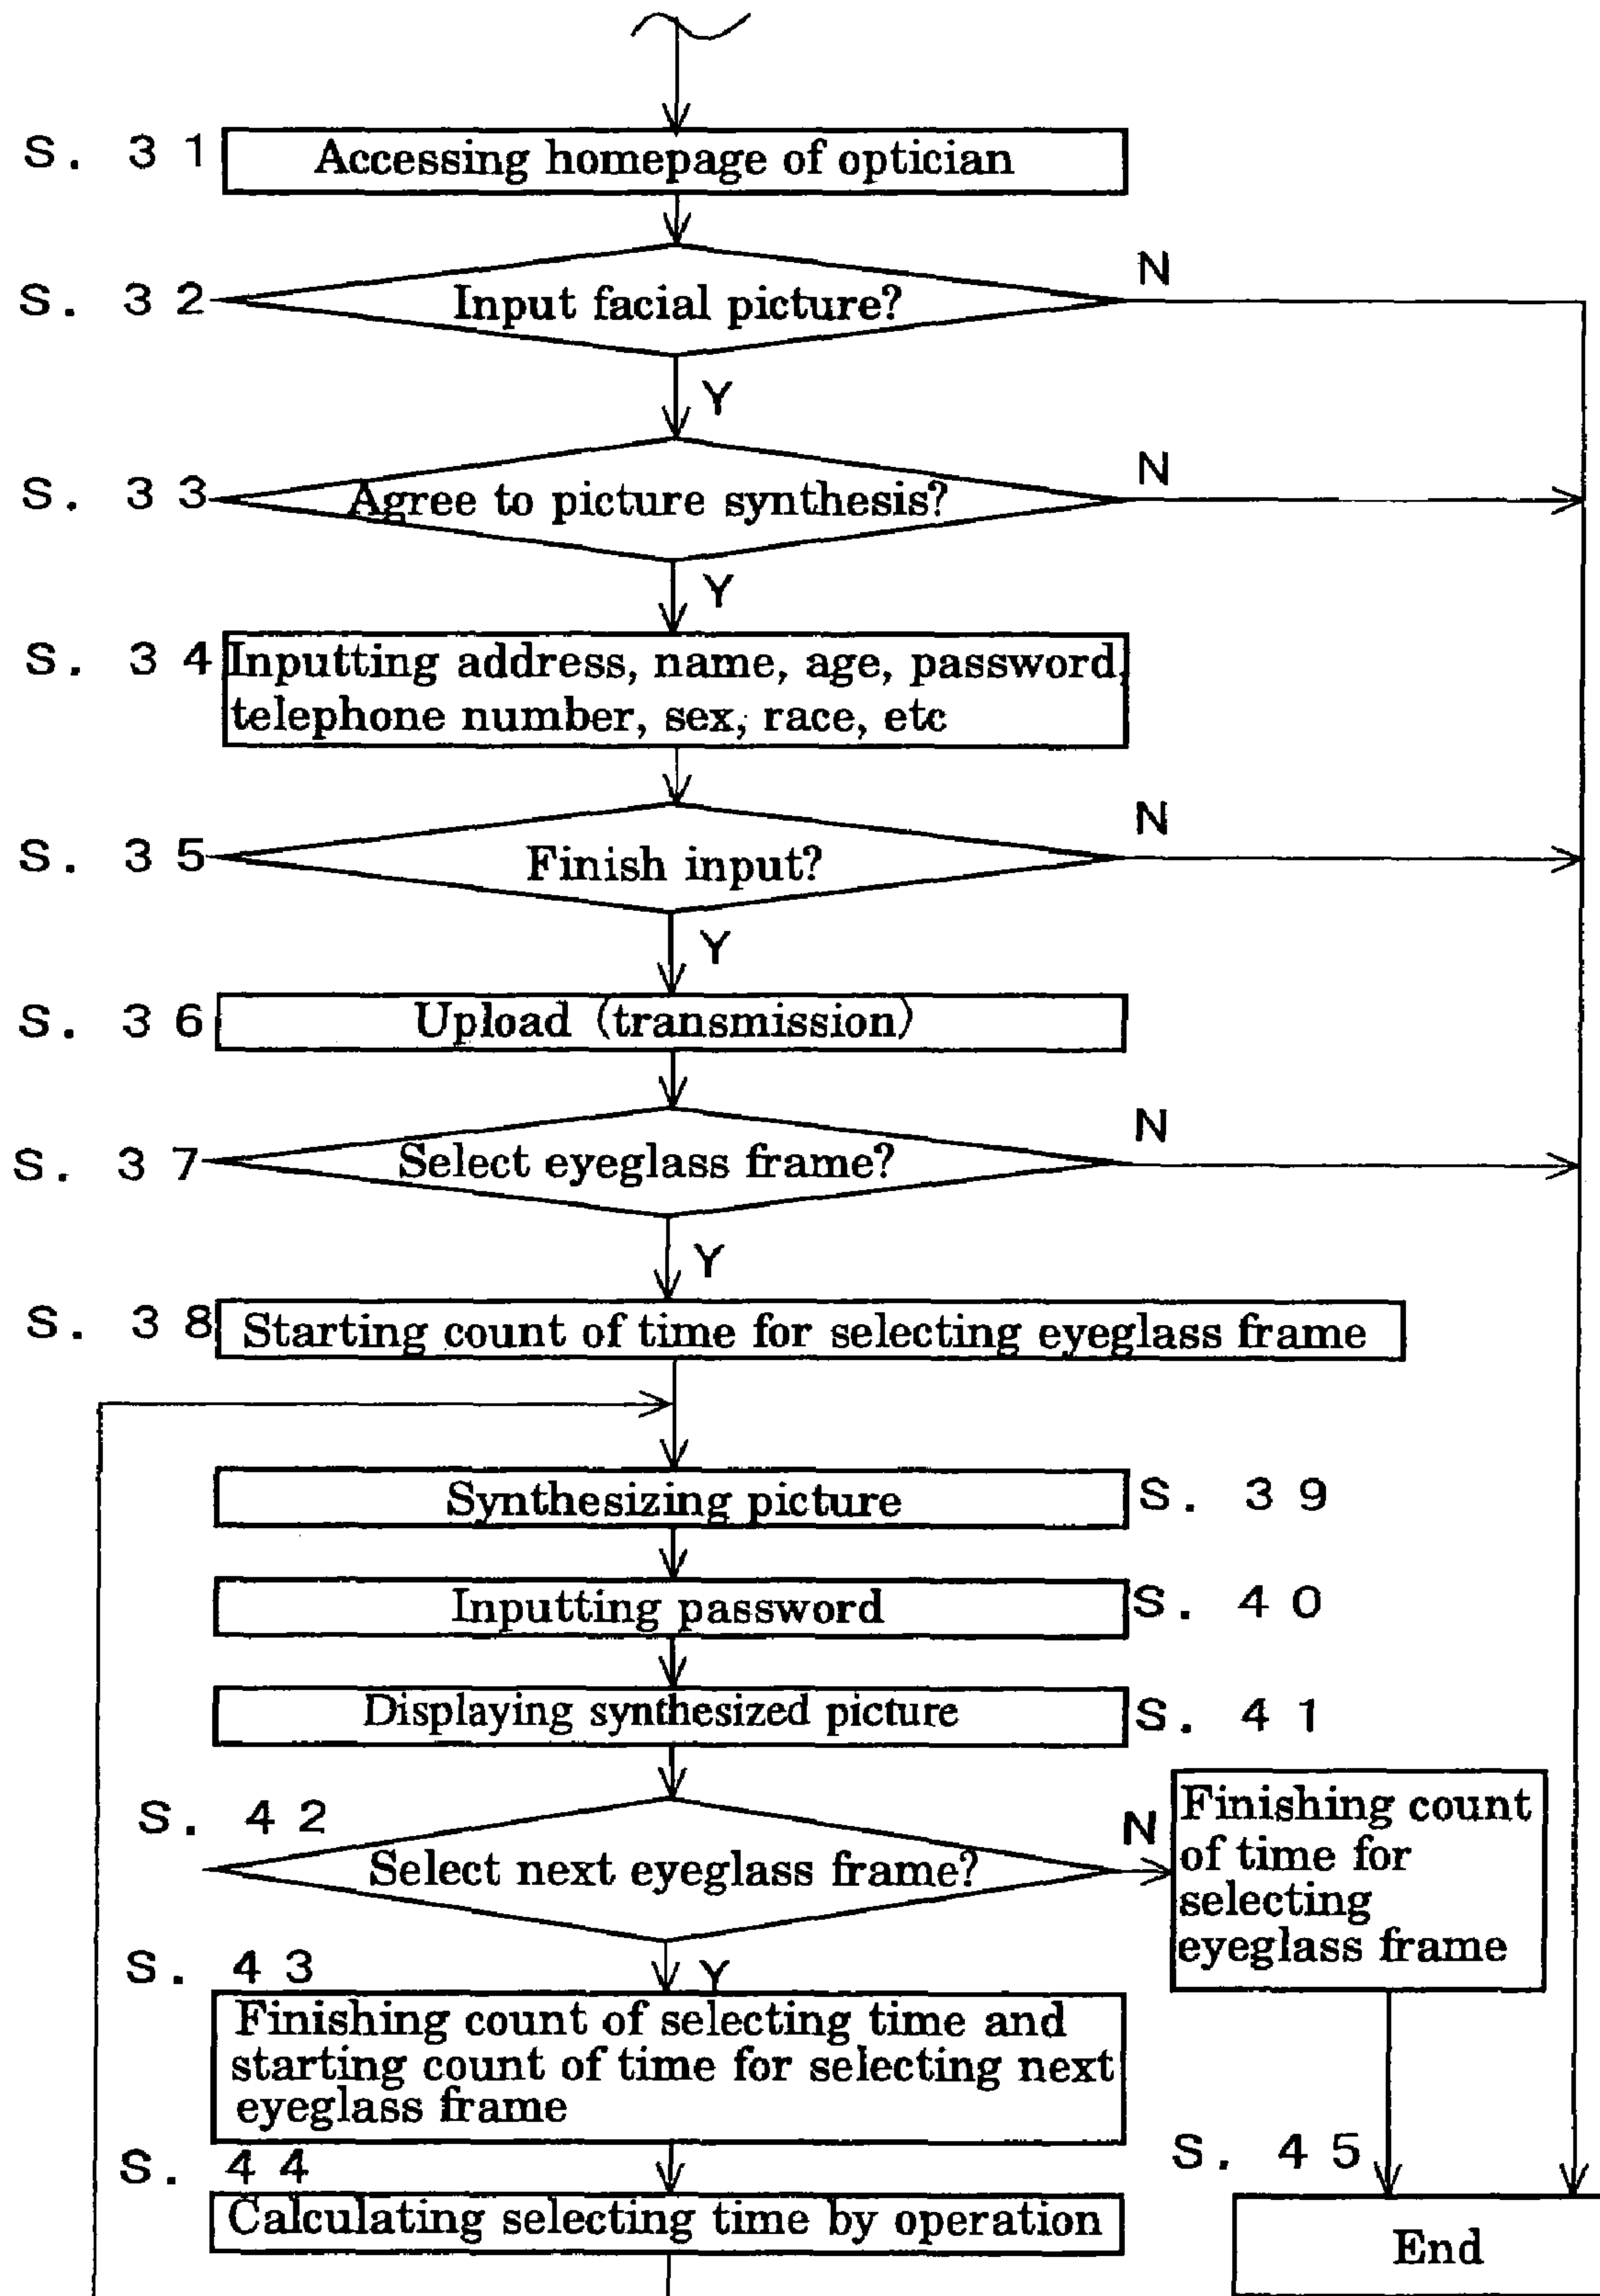 S. 31 Accessing homepage of optician
N
S. 32 Input facial picture?
Y
N
S. 33 Agree to picture synthesis?
Y
S. 34 Inputting address, name, age, password,
telephone number, sex, race, etc
N
S. 35 Finish input?
Y
S. 36 Upload (transmission)
N
S. 37 Select eyeglass frame?
Y
S. 38 Starting count of time for selecting eyeglass frame
Synthesizing picture S. 39
Inputting password S. 40
Displaying synthesized picture S. 41
S. 42
Select next eyeglass frame?
N
Finishing count
of time for
selecting
eyeglass frame
S. 43
Y
Finishing count of selecting time and
starting count of time for selecting next
eyeglass frame
S. 44
Calculating selecting time by operation
S. 45
End